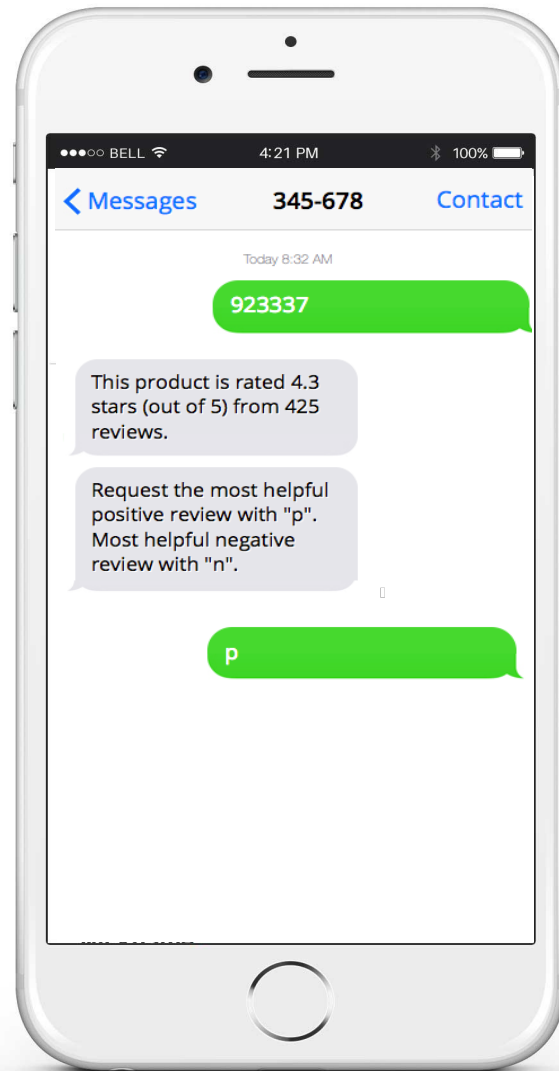 BELL 4:21 PM 100%
Messages 345-678 Contact
Today 8:32 AM
923337
This product is rated 4.3
stars (out of 5) from 425
reviews.
Request the most helpful
positive review with "p".
Most helpful negative
review with "n".
p